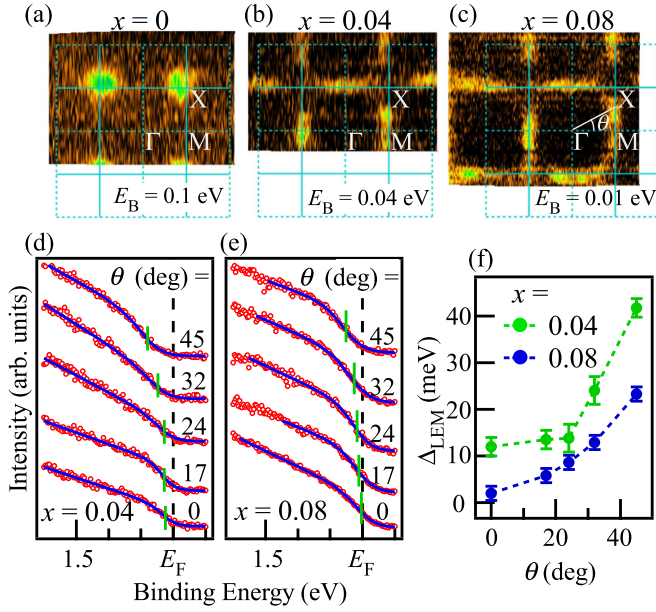 (a) x = 0
(b) x = 0.04
(c) x = 0.08
X
Γ M
E_B = 0.1 eV
X
Γ M
E_B = 0.04 eV
X
θ
Γ M
E_B = 0.01 eV
(d) θ (deg) =
45
32
24
17
0
x = 0.04
1.5 E_F
(e) θ (deg) =
45
32
24
17
0
x = 0.08
1.5 E_F
Intensity (arb. units)
Binding Energy (eV)
(f)
x =
0.04
0.08
Δ_LEM (meV)
40
30
20
10
0
0 20 40
θ (deg)